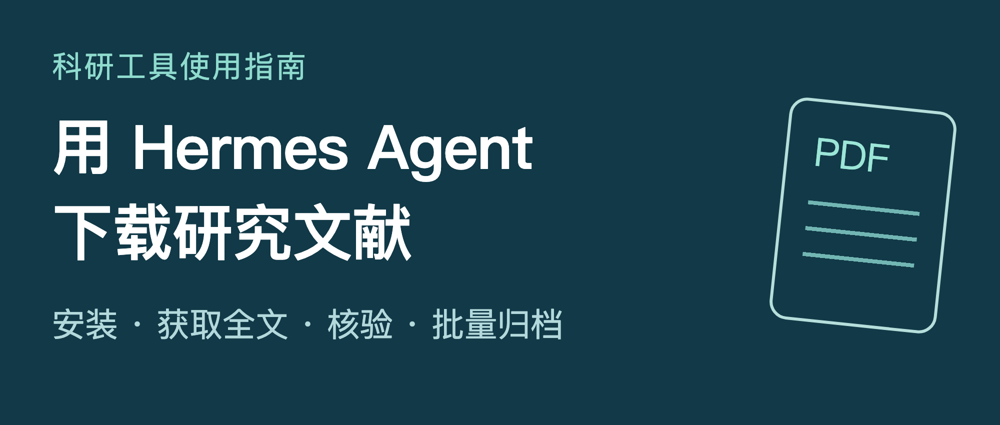 科研工具使用指南
用 Hermes Agent
下载研究文献
安装 · 获取全文 · 核验 · 批量归档
PDF